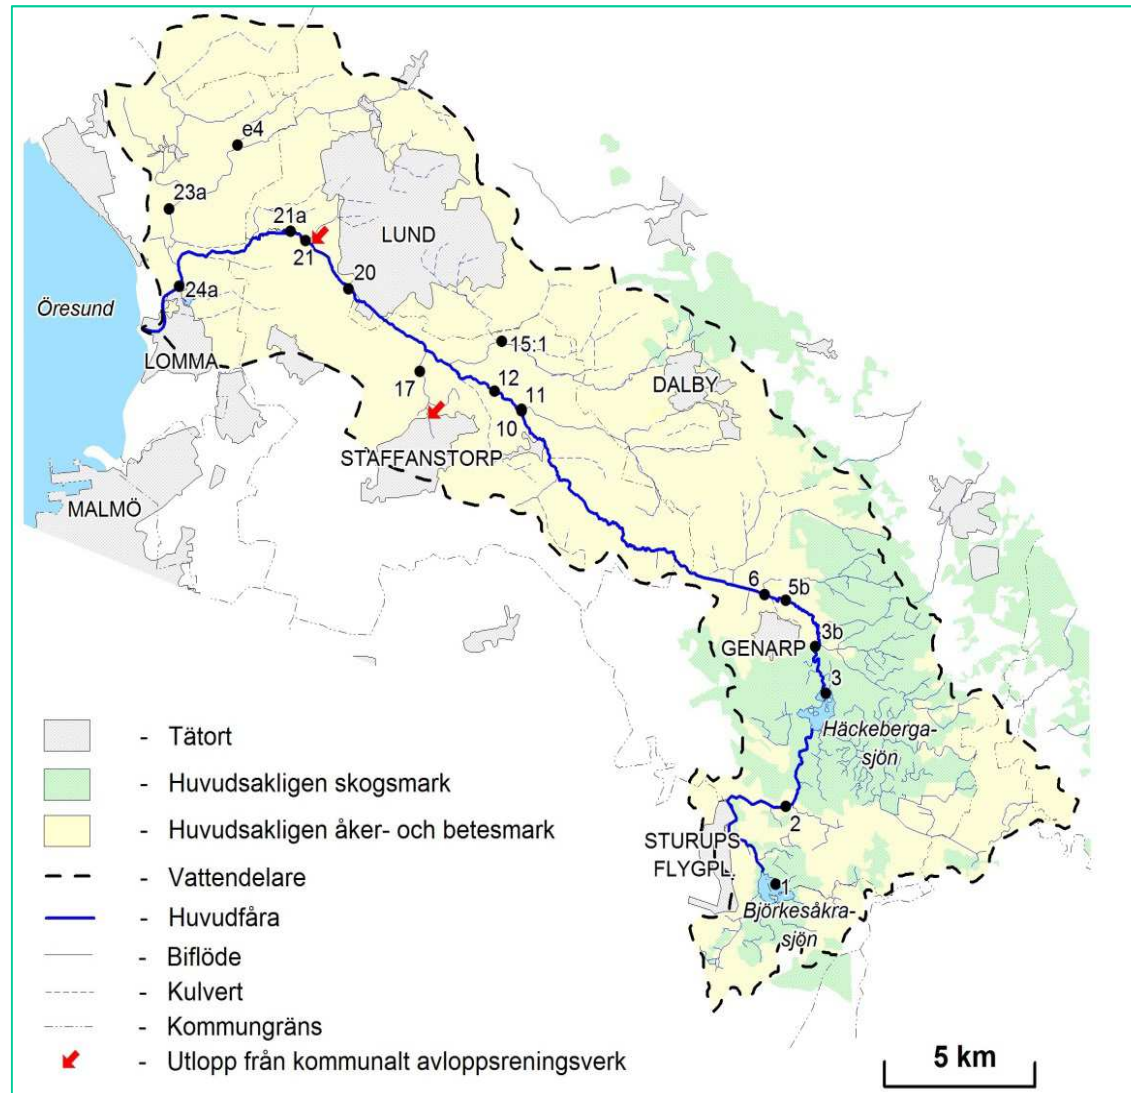 e4
23a
21a
LUND
21
20
24a
Öresund
15:1
LOMMA
12
DALBY
17
11
10
STAFFANSTORP
MALMÖ
6
5b
3b
GENARP
3
Häckeberga-
sjön
2
STURUPS
FLYGPL.
1
Björkesåkra-
sjön
- Tätort
- Huvudsakligen skogsmark
- Huvudsakligen åker- och betesmark
- Vattendelare
- Huvudfåra
- Biflöde
- Kulvert
- Kommungräns
- Utlopp från kommunalt avloppsreningsverk
5 km